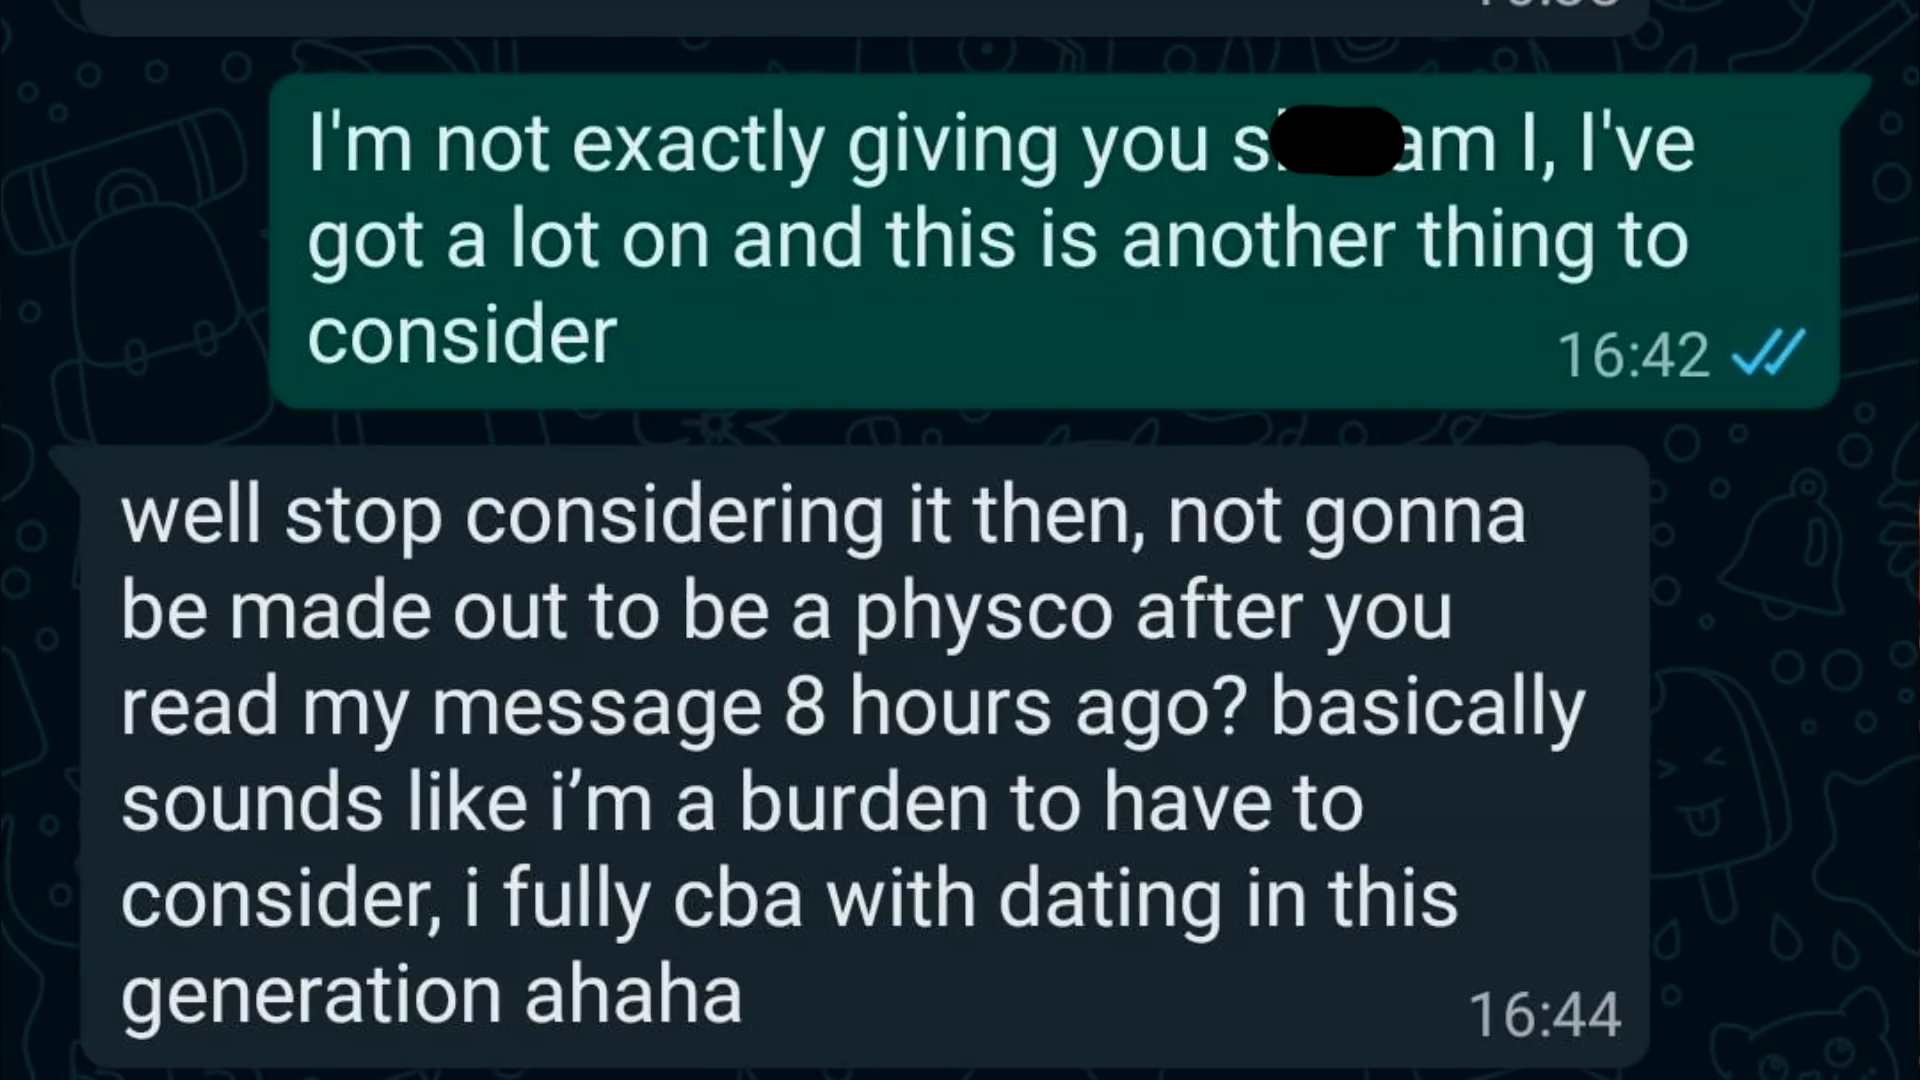 I'm not exactly giving you am I, I've
got a lot on and this is another thing to
consider
16:42
well stop considering it then, not gonna
be made out to be a physco after you
read my message 8 hours ago? basically
sounds like i’m a burden to have to
consider, i fully cba with dating in this
generation ahaha
16:44